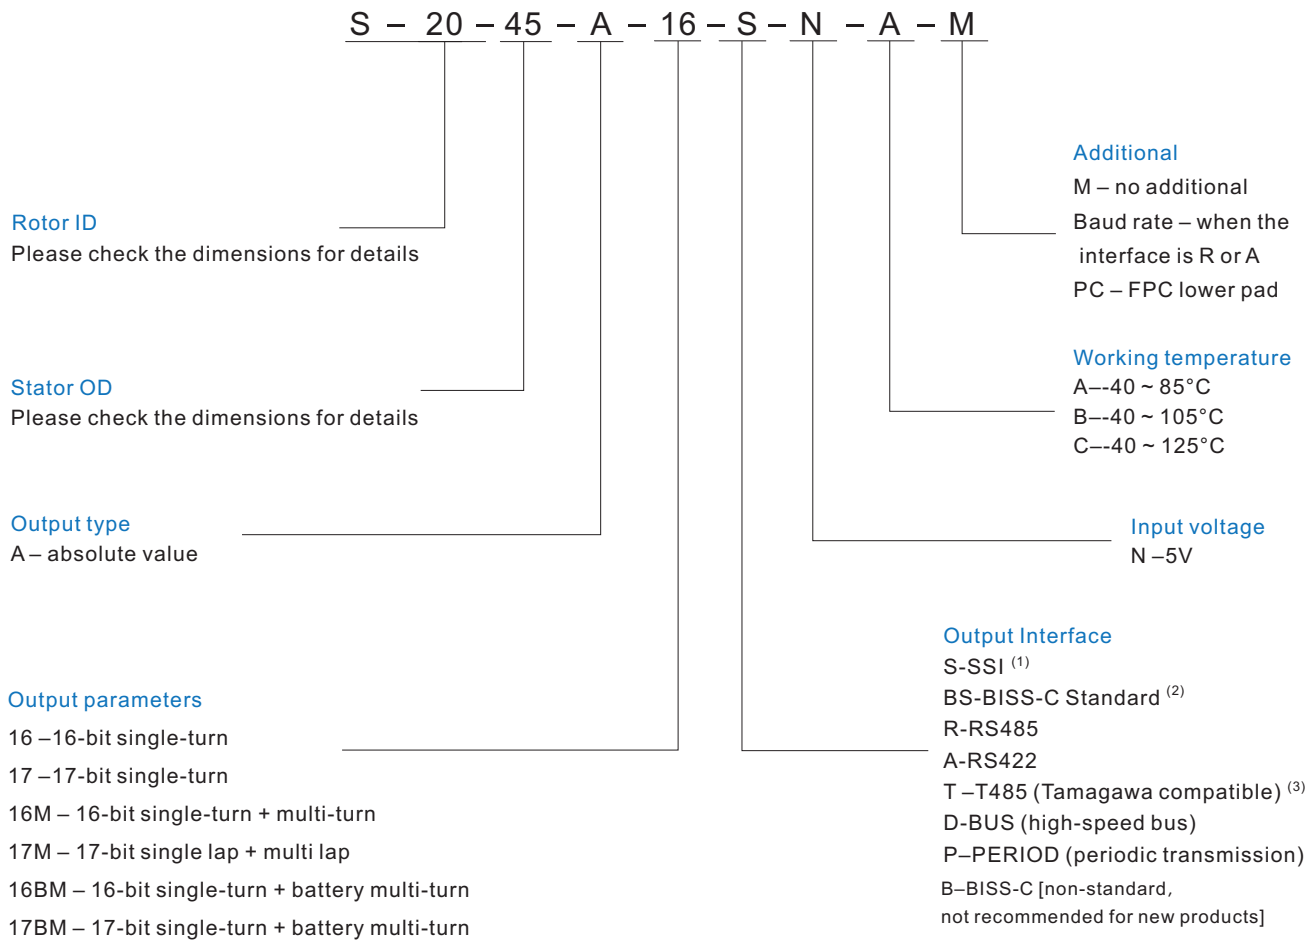 S – 20 – 45 – A – 16 – S – N – A – M
Rotor ID
Please check the dimensions for details
Stator OD
Please check the dimensions for details
Output type
A – absolute value
Output parameters
16 –16-bit single-turn
17 –17-bit single-turn
16M – 16-bit single-turn + multi-turn
17M – 17-bit single lap + multi lap
16BM – 16-bit single-turn + battery multi-turn
17BM – 17-bit single-turn + battery multi-turn
Additional
M – no additional
Baud rate – when the
interface is R or A
PC – FPC lower pad
Working temperature
A–-40 ~ 85°C
B–-40 ~ 105°C
C–-40 ~ 125°C
Input voltage
N –5V
Output Interface
S-SSI (1)
BS-BISS-C Standard (2)
R-RS485
A-RS422
T –T485 (Tamagawa compatible) (3)
D-BUS (high-speed bus)
P–PERIOD (periodic transmission)
B–BISS-C [non-standard,
not recommended for new products]